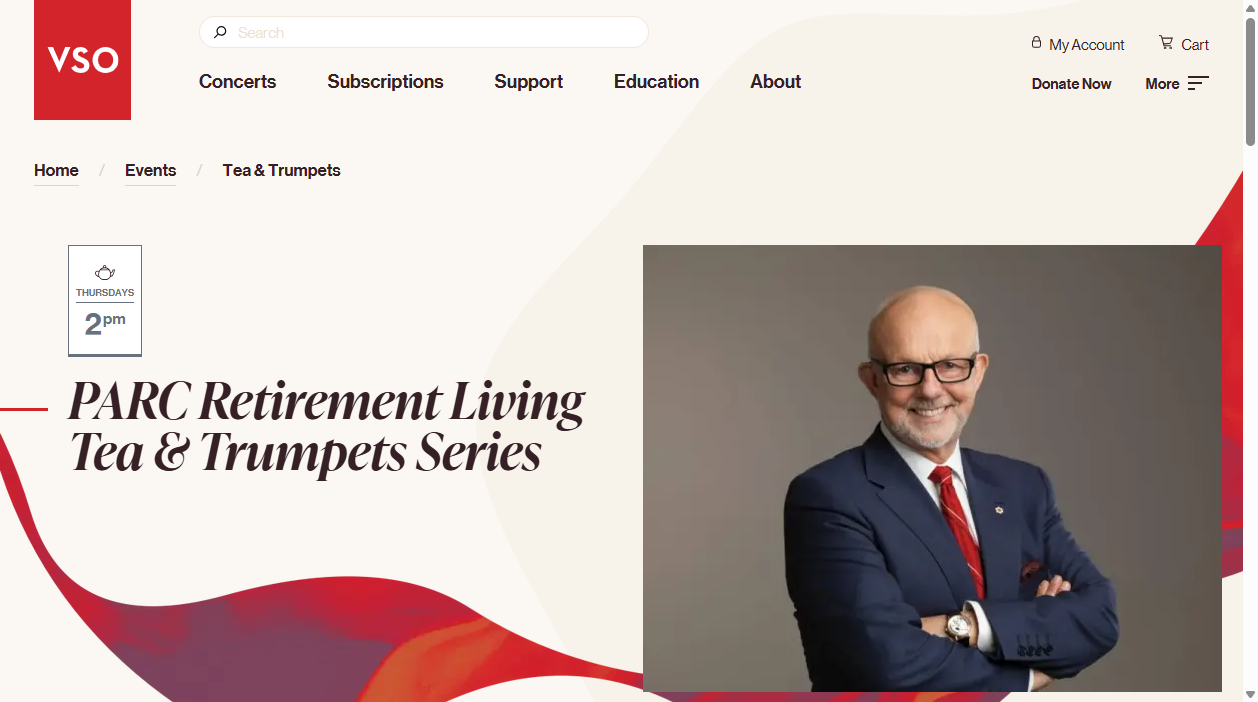 VSO
Search
My Account
Cart
Concerts
Subscriptions
Support
Education
About
Donate Now
More
Home / Events / Tea & Trumpets
THURSDAYS
2pm
PARC Retirement Living
Tea & Trumpets Series